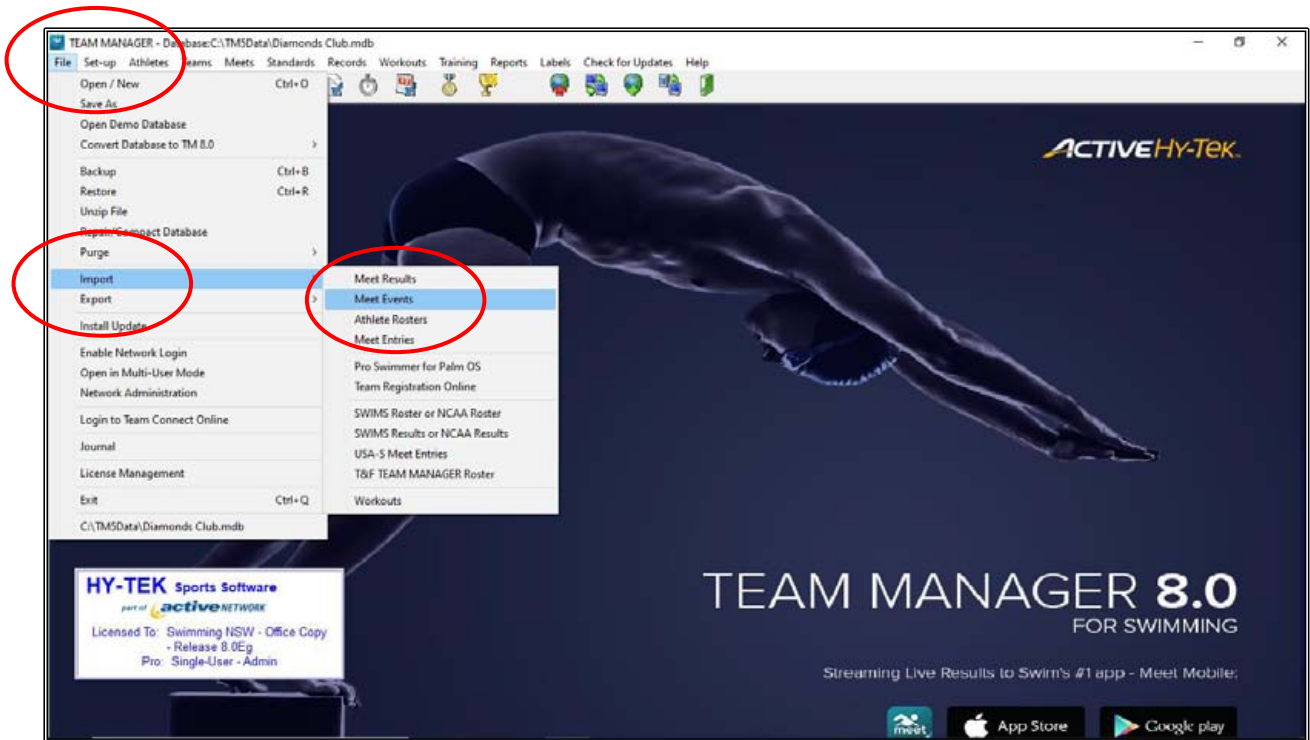 TEAM MANAGER - Database:C:\TM5Data\Diamonds Club.mdb
File Set-up Athletes Teams Meets Standards Records Workouts Training Reports Labels Check for Updates Help
Open / New Ctrl+O
Save As
Open Demo Database
Convert Database to TM 8.0 >
Backup Ctrl+B
Restore Ctrl+R
Unzip File
Repair/Compact Database
Purge >
Import
Export >
Install Update
Enable Network Login
Open in Multi-User Mode
Network Administration
Login to Team Connect Online
Journal
License Management
Exit Ctrl+Q
C:\TM5Data\Diamonds Club.mdb
Meet Results
Meet Events
Athlete Rosters
Meet Entries
Pro Swimmer for Palm OS
Team Registration Online
SWIMS Roster or NCAA Roster
SWIMS Results or NCAA Results
USA-S Meet Entries
T&F TEAM MANAGER Roster
Workouts
ACTIVE HY-TEK
HY-TEK Sports Software
part of active NETWORK
Licensed To: Swimming NSW - Office Copy
- Release 8.0Eg
Pro: Single-User - Admin
TEAM MANAGER 8.0
FOR SWIMMING
Streaming Live Results to Swim's #1 app - Meet Mobile:
meet
App Store
Google play